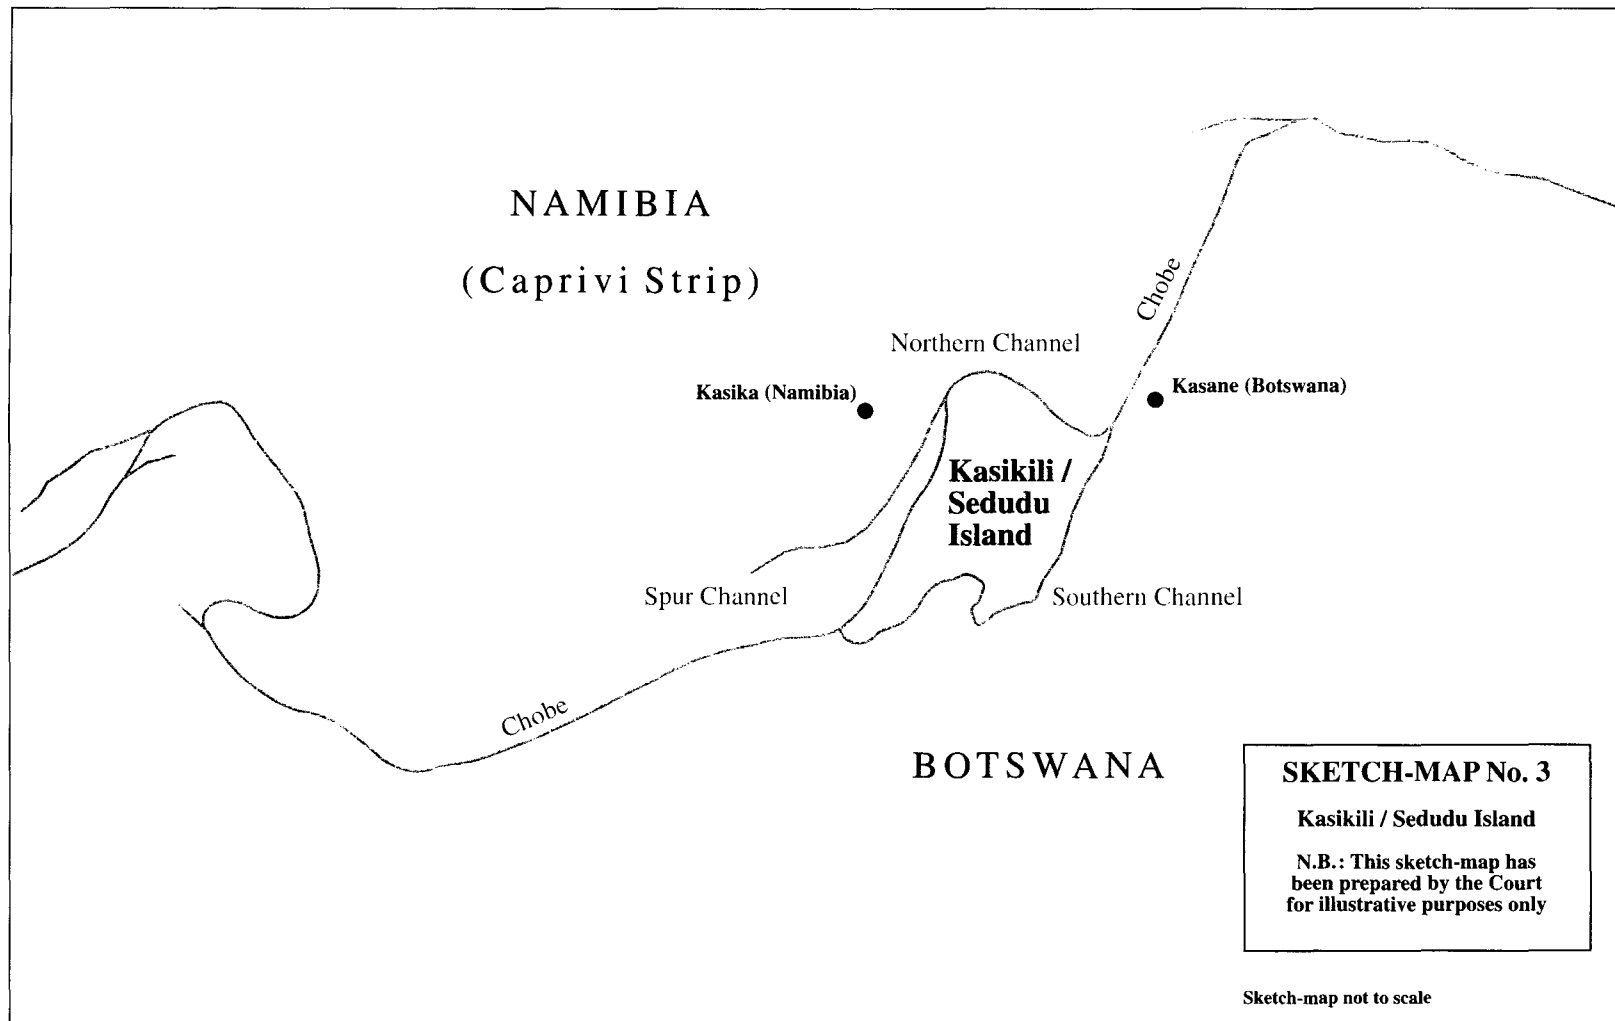 NAMIBIA
(Caprivi Strip)
Chobe
Northern Channel
Kasika (Namibia)
Kasane (Botswana)
Kasikili /
Sedudu
Island
Spur Channel
Southern Channel
Chobe
BOTSWANA
SKETCH-MAP No. 3
Kasikili / Sedudu Island
N.B.: This sketch-map has
been prepared by the Court
for illustrative purposes only
Sketch-map not to scale